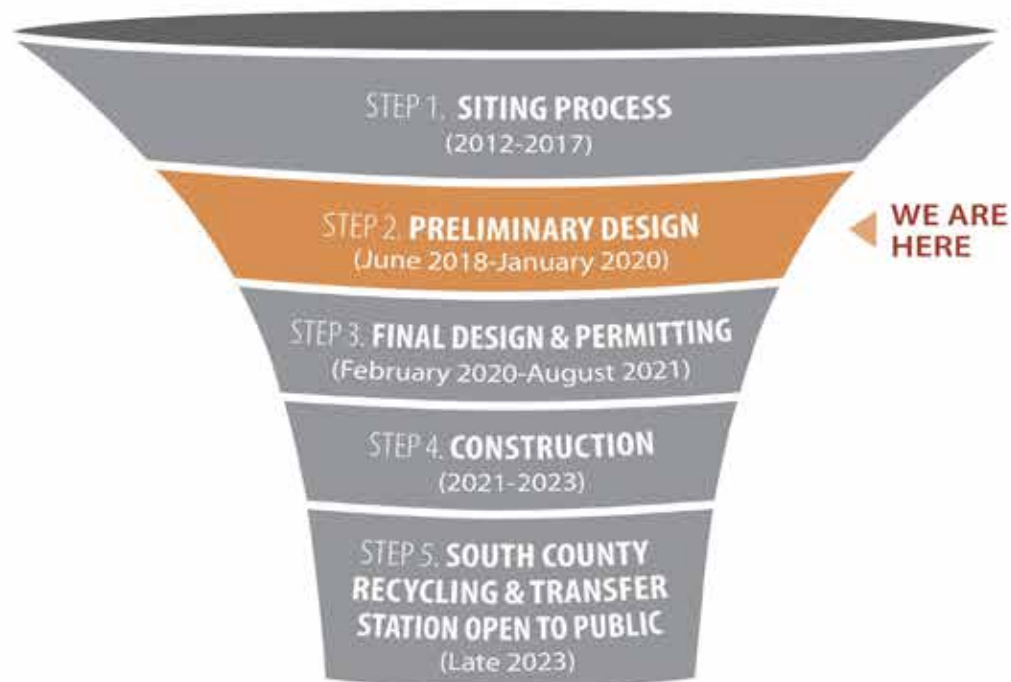 STEP 1. SITING PROCESS
(2012-2017)
STEP 2. PRELIMINARY DESIGN
(June 2018-January 2020)
WE ARE
HERE
STEP 3. FINAL DESIGN & PERMITTING
(February 2020-August 2021)
STEP 4. CONSTRUCTION
(2021-2023)
STEP 5. SOUTH COUNTY
RECYCLING & TRANSFER
STATION OPEN TO PUBLIC
(Late 2023)